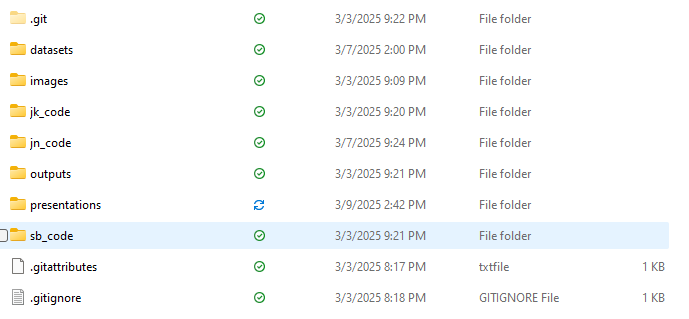 .git 3/3/2025 9:22 PM File folder
datasets 3/7/2025 2:00 PM File folder
images 3/3/2025 9:09 PM File folder
jk_code 3/3/2025 9:20 PM File folder
jn_code 3/7/2025 9:24 PM File folder
outputs 3/3/2025 9:21 PM File folder
presentations 3/9/2025 2:42 PM File folder
sb_code 3/3/2025 9:21 PM File folder
.gitattributes 3/3/2025 8:17 PM txtfile 1 KB
.gitignore 3/3/2025 8:18 PM GITIGNORE File 1 KB